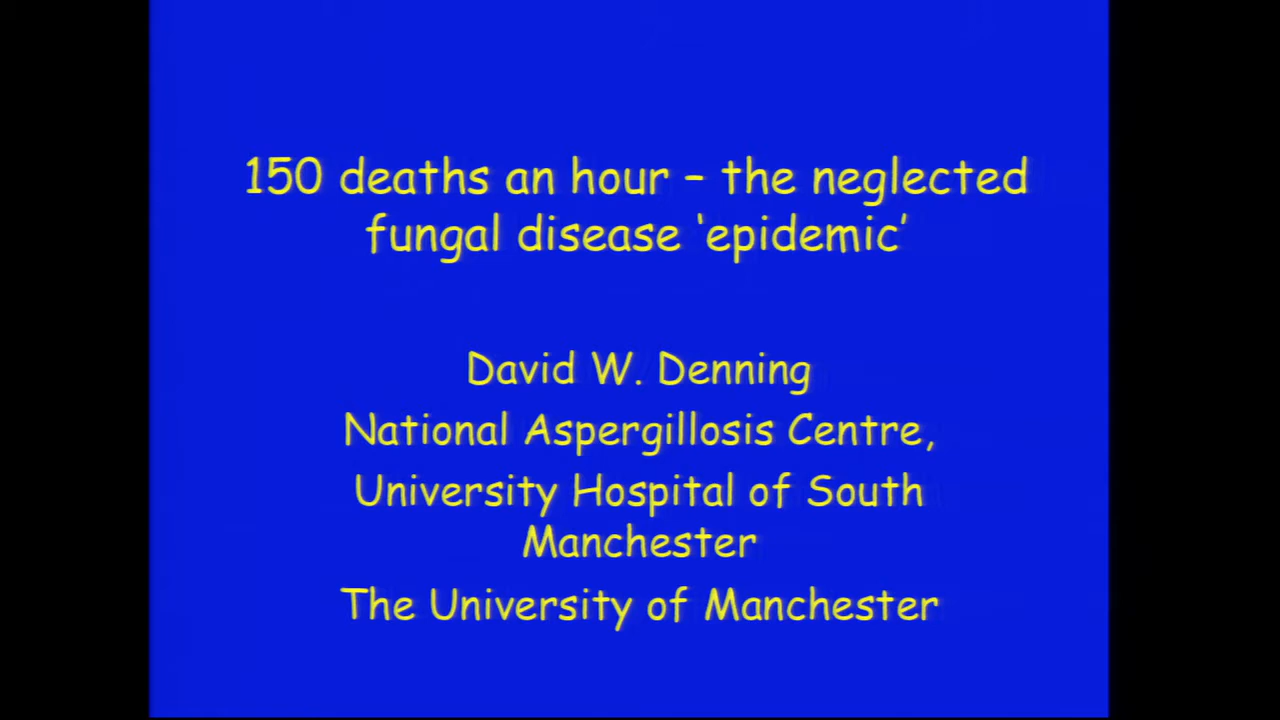 150 deaths an hour – the neglected
fungal disease ‘epidemic’
David W. Denning
National Aspergillosis Centre,
University Hospital of South
Manchester
The University of Manchester